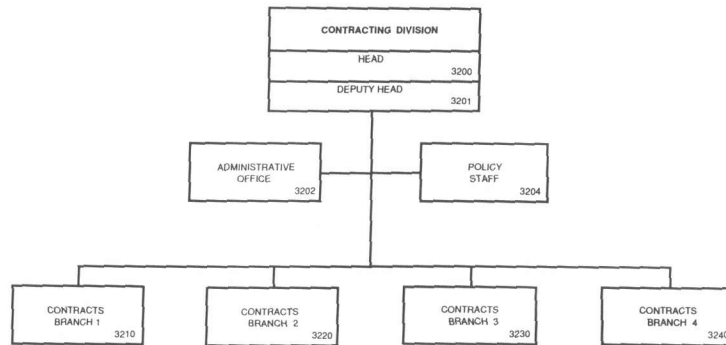 CONTRACTING DIVISION
HEAD
3200
DEPUTY HEAD
3201
ADMINISTRATIVE
OFFICE
3202
POLICY
STAFF
3204
CONTRACTS
BRANCH 1
3210
CONTRACTS
BRANCH 2
3220
CONTRACTS
BRANCH 3
3230
CONTRACTS
BRANCH 4
3240